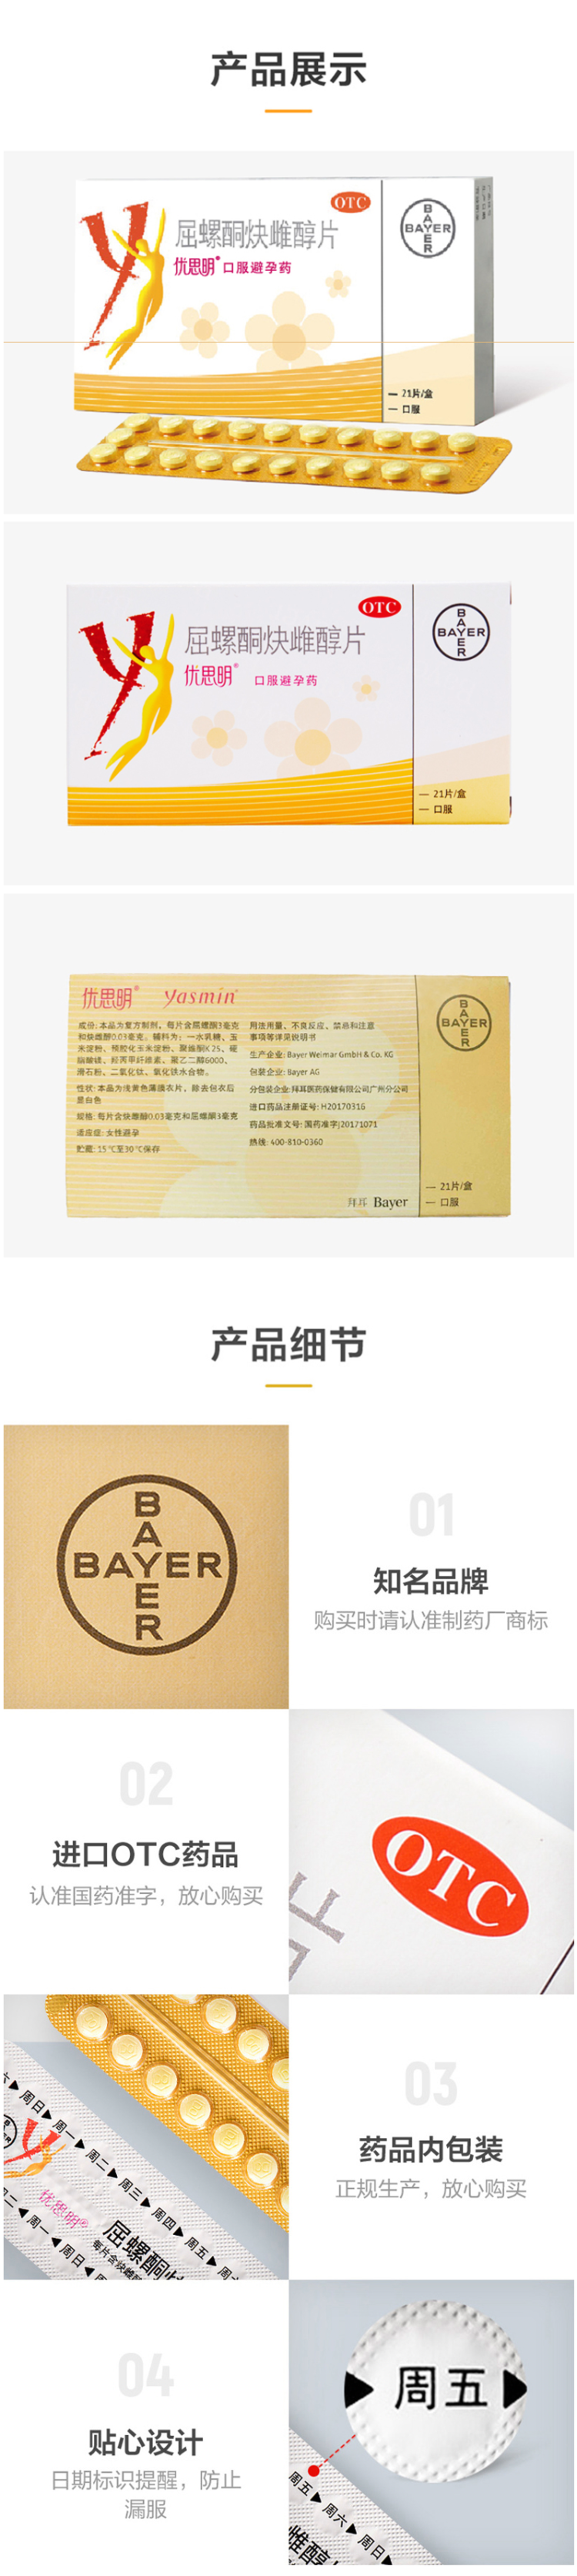 产品展示
OTC
屈螺酮炔雌醇片
优思明® 口服避孕药
BAYER
BAYER
21片/盒
口服
OTC
屈螺酮炔雌醇片
优思明® 口服避孕药
BAYER
BAYER
21片/盒
口服
优思明® Yasmin®
成份: 本品为复方制剂，每片含屈螺酮3毫克
和炔雌醇0.03毫克。辅料为：一水乳糖、玉
米淀粉、预胶化玉米淀粉、聚维酮K25、硬
脂酸镁、羟丙甲纤维素、聚乙二醇6000、
滑石粉、二氧化钛、氧化铁水合物。
性状: 本品为浅黄色薄膜衣片，除去包衣后
显白色
规格: 每片含炔雌醇0.03毫克和屈螺酮3毫克
适应症: 女性避孕
贮藏: 15℃至30℃保存
用法用量、不良反应、禁忌和注意
事项等详见说明书
生产企业: Bayer Weimar GmbH & Co. KG
包装企业: Bayer AG
分包装企业: 拜耳医药保健有限公司广州分公司
进口药品注册证号: H20170316
药品批准文号: 国药准字J20171071
热线: 400-810-0360
拜耳 Bayer
BAYER
BAYER
21片/盒
口服
产品细节
BAYER
BAYER
01
知名品牌
购买时请认准制药厂商标
02
进口OTC药品
认准国药准字，放心购买
OTC
周日 周一 周二 周三 周四 周五
优思明®
屈螺酮炔
周一 周日
03
药品内包装
正规生产，放心购买
04
贴心设计
日期标识提醒，防止
漏服
周五
周五 周六 周日